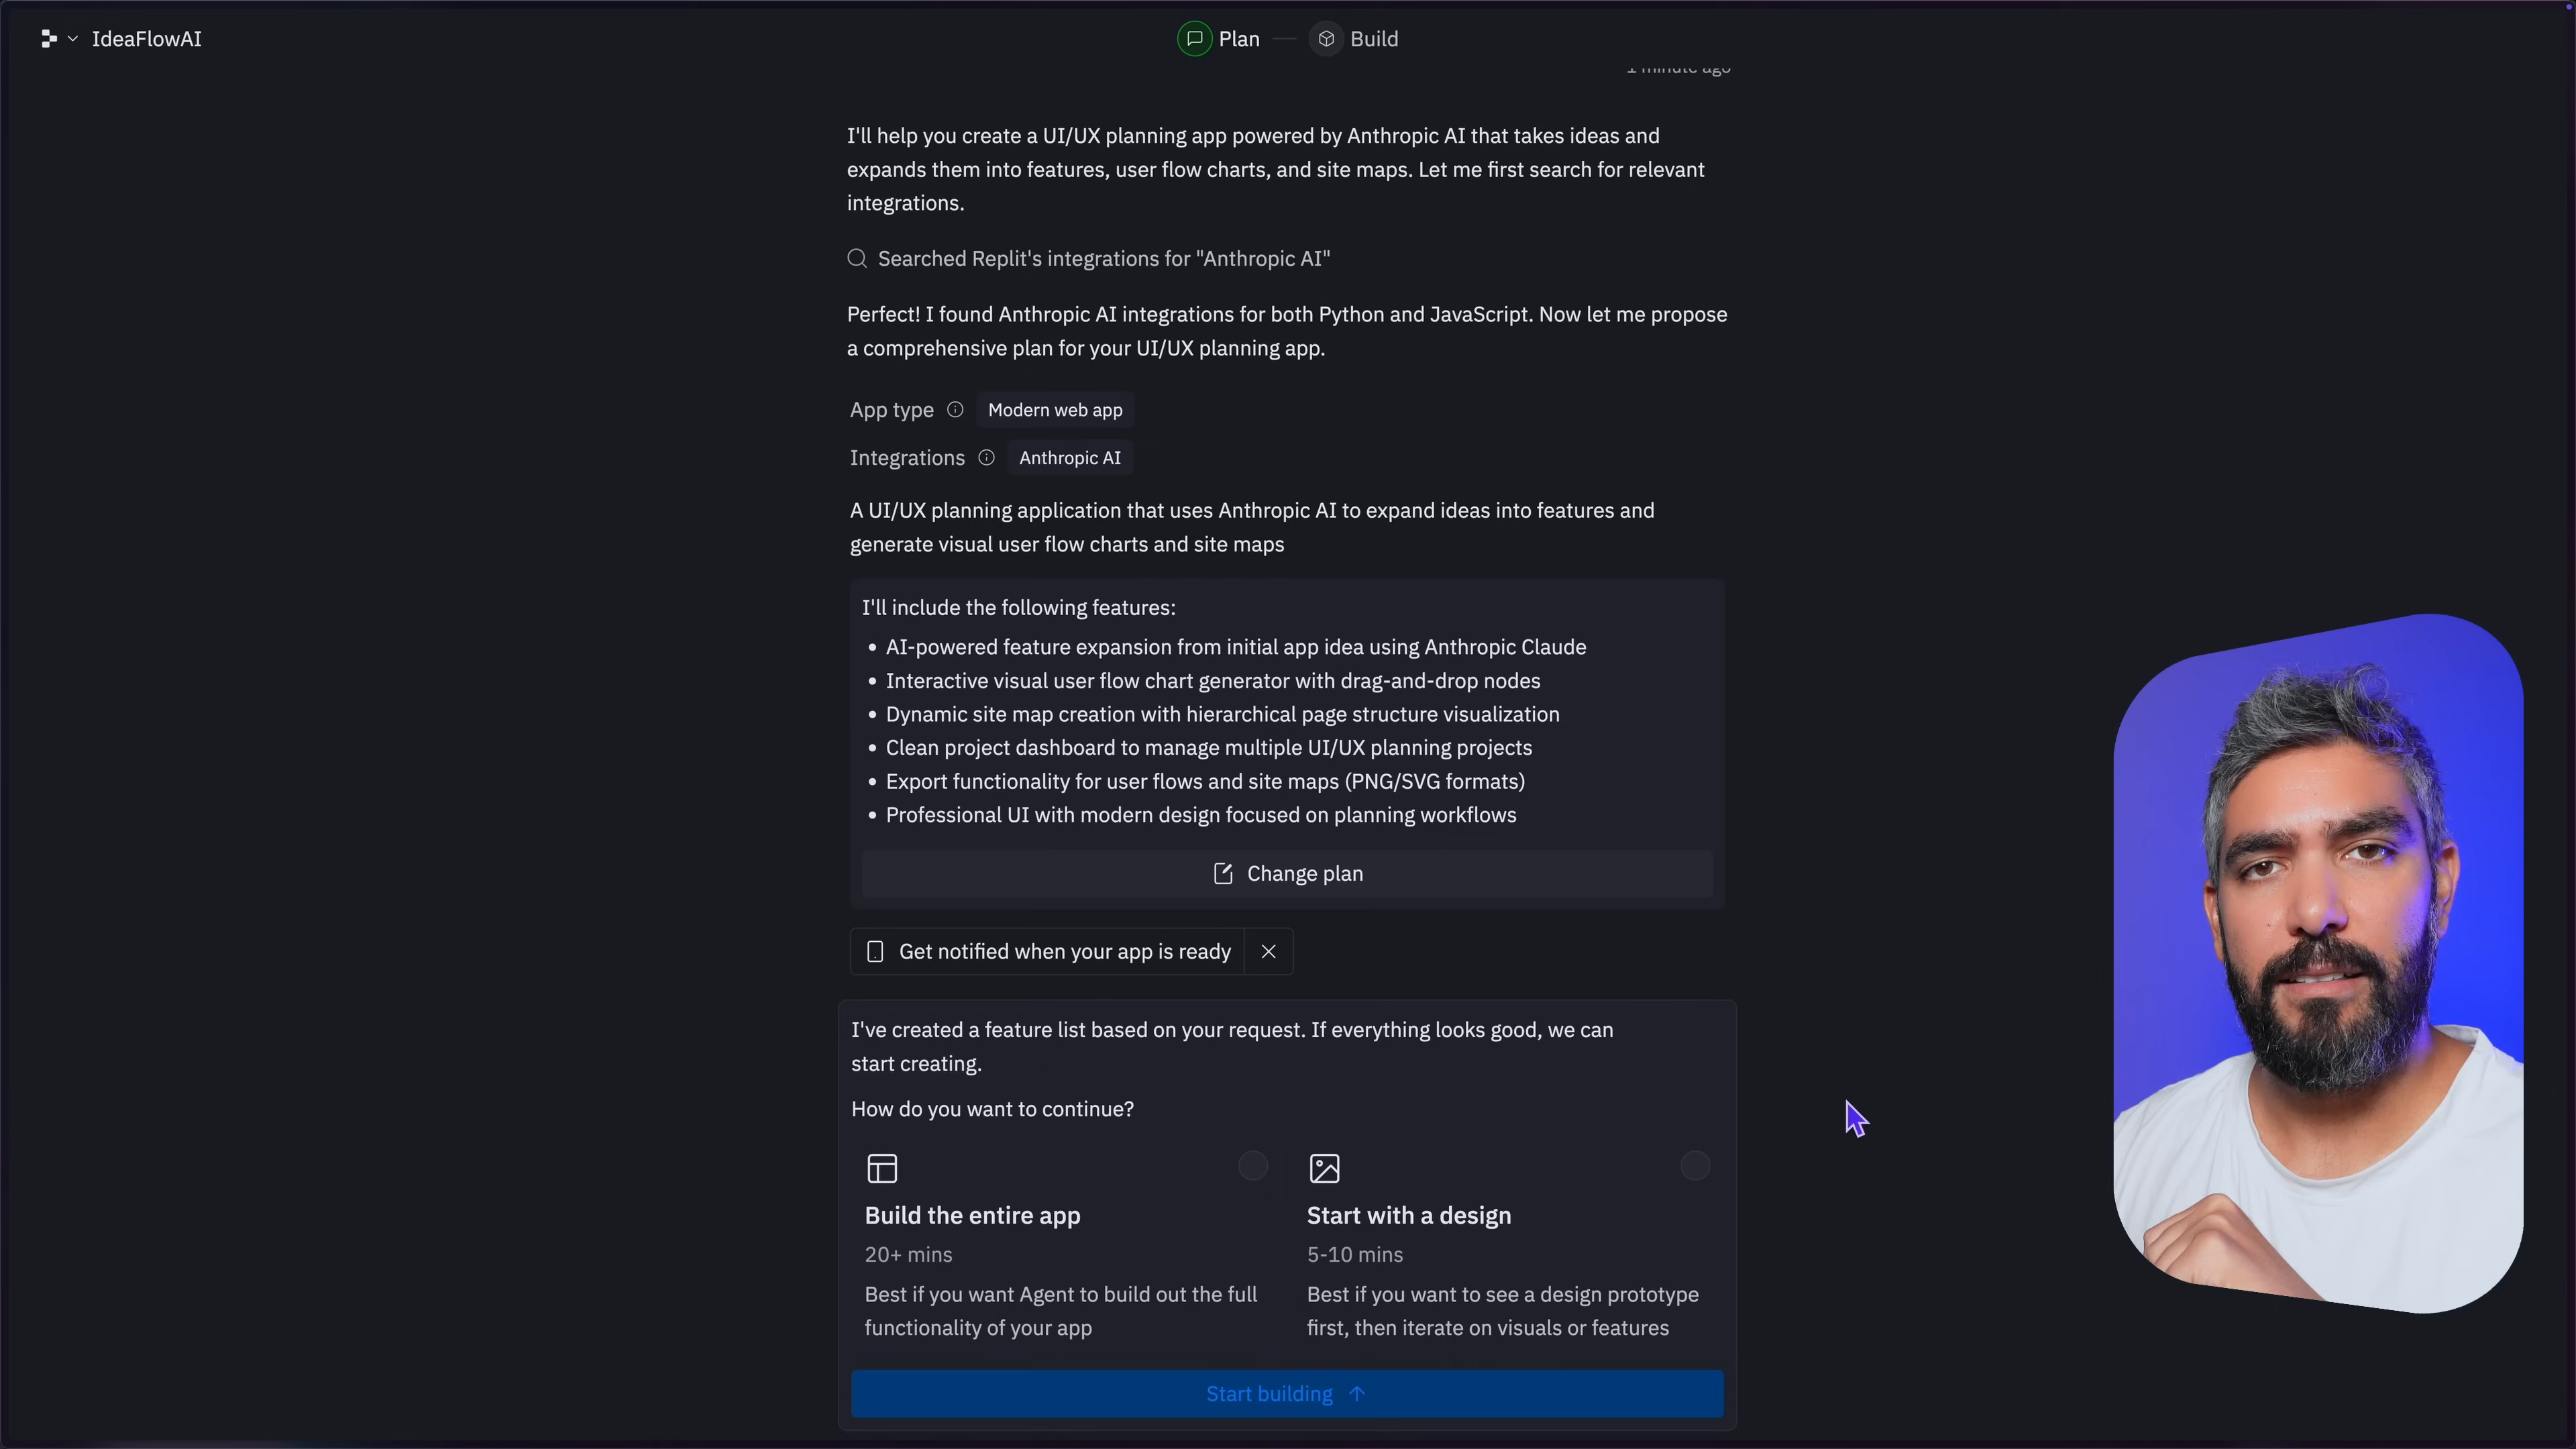 IdeaFlowAI
Plan
Build
1 minute ago
I'll help you create a UI/UX planning app powered by Anthropic AI that takes ideas and
expands them into features, user flow charts, and site maps. Let me first search for relevant
integrations.
Searched Replit's integrations for "Anthropic AI"
Perfect! I found Anthropic AI integrations for both Python and JavaScript. Now let me propose
a comprehensive plan for your UI/UX planning app.
App type
Modern web app
Integrations
Anthropic AI
A UI/UX planning application that uses Anthropic AI to expand ideas into features and
generate visual user flow charts and site maps
I'll include the following features:
• AI-powered feature expansion from initial app idea using Anthropic Claude
• Interactive visual user flow chart generator with drag-and-drop nodes
• Dynamic site map creation with hierarchical page structure visualization
• Clean project dashboard to manage multiple UI/UX planning projects
• Export functionality for user flows and site maps (PNG/SVG formats)
• Professional UI with modern design focused on planning workflows
Change plan
Get notified when your app is ready
I've created a feature list based on your request. If everything looks good, we can
start creating.
How do you want to continue?
Build the entire app
20+ mins
Best if you want Agent to build out the full
functionality of your app
Start with a design
5-10 mins
Best if you want to see a design prototype
first, then iterate on visuals or features
Start building